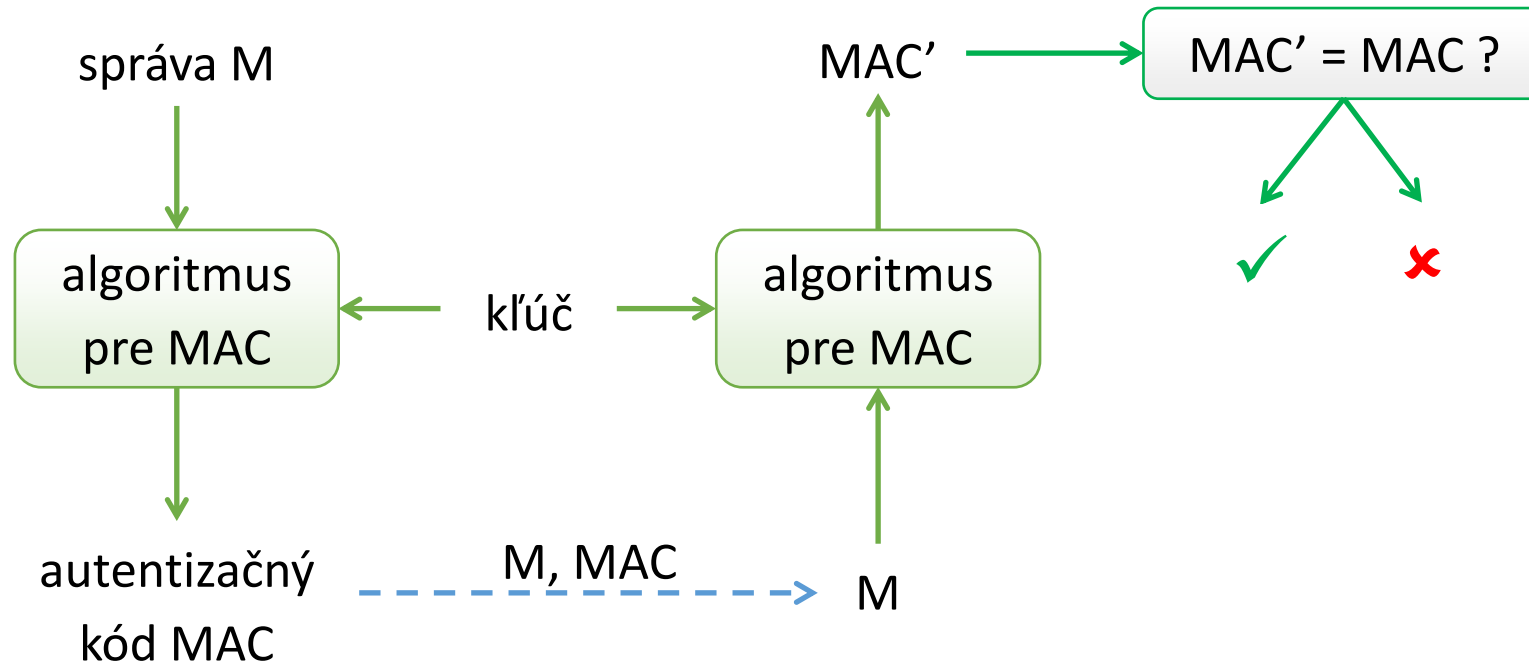 správa M
algoritmus
pre MAC
autentizačný
kód MAC
kľúč
M, MAC
M
algoritmus
pre MAC
MAC’
MAC’ = MAC ?